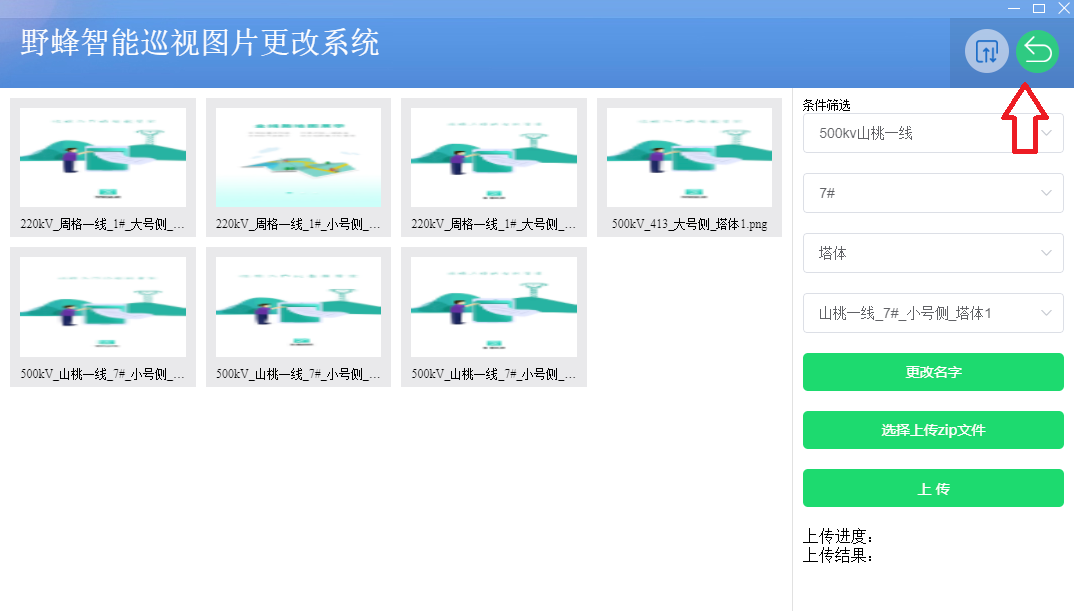 野蜂智能巡视图片更改系统
220kV_周格一线_1#_大号侧_...
220kV_周格一线_1#_小号侧_...
220kV_周格一线_1#_大号侧_...
500kV_413_大号侧_塔体1.png
500kV_山桃一线_7#_小号侧_...
500kV_山桃一线_7#_小号侧_...
500kV_山桃一线_7#_小号侧_...
条件筛选
500kv山桃一线
7#
塔体
山桃一线_7#_小号侧_塔体1
更改名字
选择上传zip文件
上 传
上传进度：
上传结果：